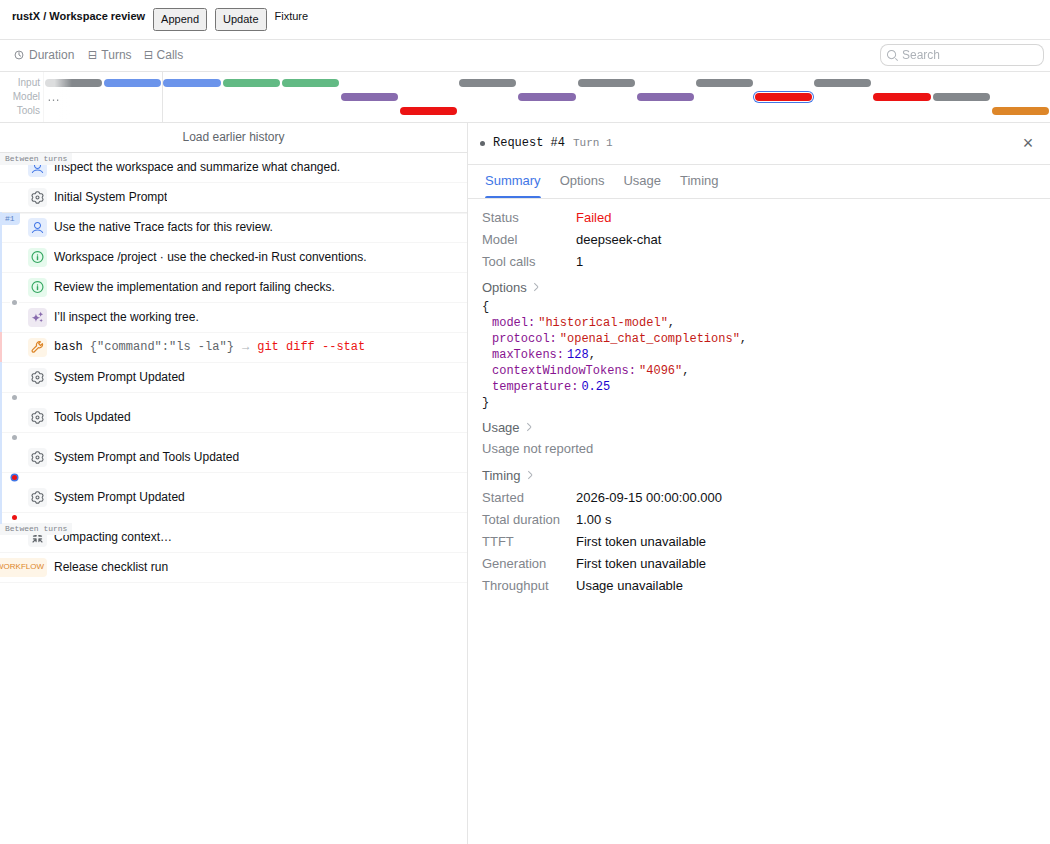 rustX / Workspace review Append Update Fixture
Duration Turns Calls Search
Input
Model ...
Tools
Load earlier history
Between turns
Inspect the workspace and summarize what changed.
Initial System Prompt
#1
Use the native Trace facts for this review.
Workspace /project · use the checked-in Rust conventions.
Review the implementation and report failing checks.
I'll inspect the working tree.
bash {"command":"ls -la"} → git diff --stat
System Prompt Updated
Tools Updated
System Prompt and Tools Updated
System Prompt Updated
Between turns
Compacting context…
WORKFLOW Release checklist run
Request #4 Turn 1
Summary Options Usage Timing
Status Failed
Model deepseek-chat
Tool calls 1
Options
{
model: "historical-model",
protocol: "openai_chat_completions",
maxTokens: 128,
contextWindowTokens: "4096",
temperature: 0.25
}
Usage
Usage not reported
Timing
Started 2026-09-15 00:00:00.000
Total duration 1.00 s
TTFT First token unavailable
Generation First token unavailable
Throughput Usage unavailable